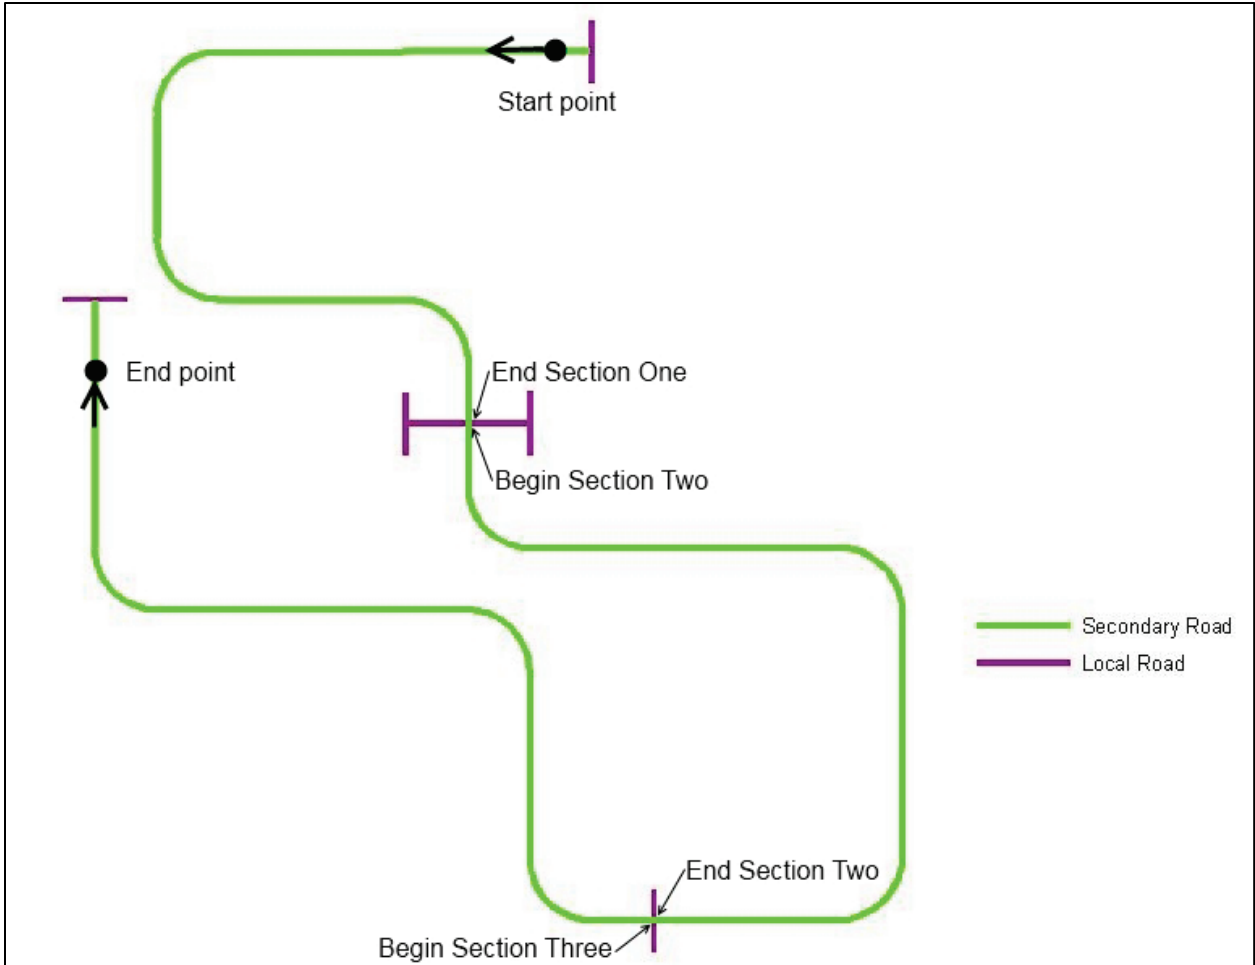 Start point
End point
End Section One
Begin Section Two
Secondary Road
Local Road
End Section Two
Begin Section Three